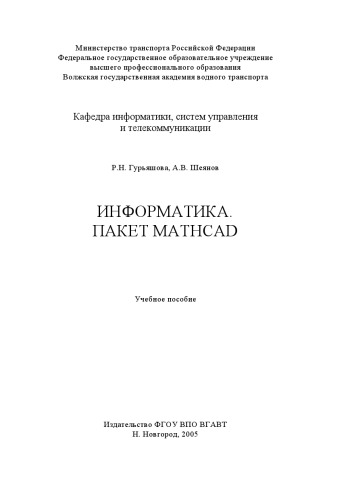 Министерство транспорта Российской Федерации
Федеральное государственное образовательное учреждение
высшего профессионального образования
Волжская государственная академия водного транспорта
Кафедра информатики, систем управления
и телекоммуникации
Р.Н. Гурьяшова, А.В. Шеянов
ИНФОРМАТИКА.
ПАКЕТ MATHCAD
Учебное пособие
Издательство ФГОУ ВПО ВГАВТ
Н. Новгород, 2005